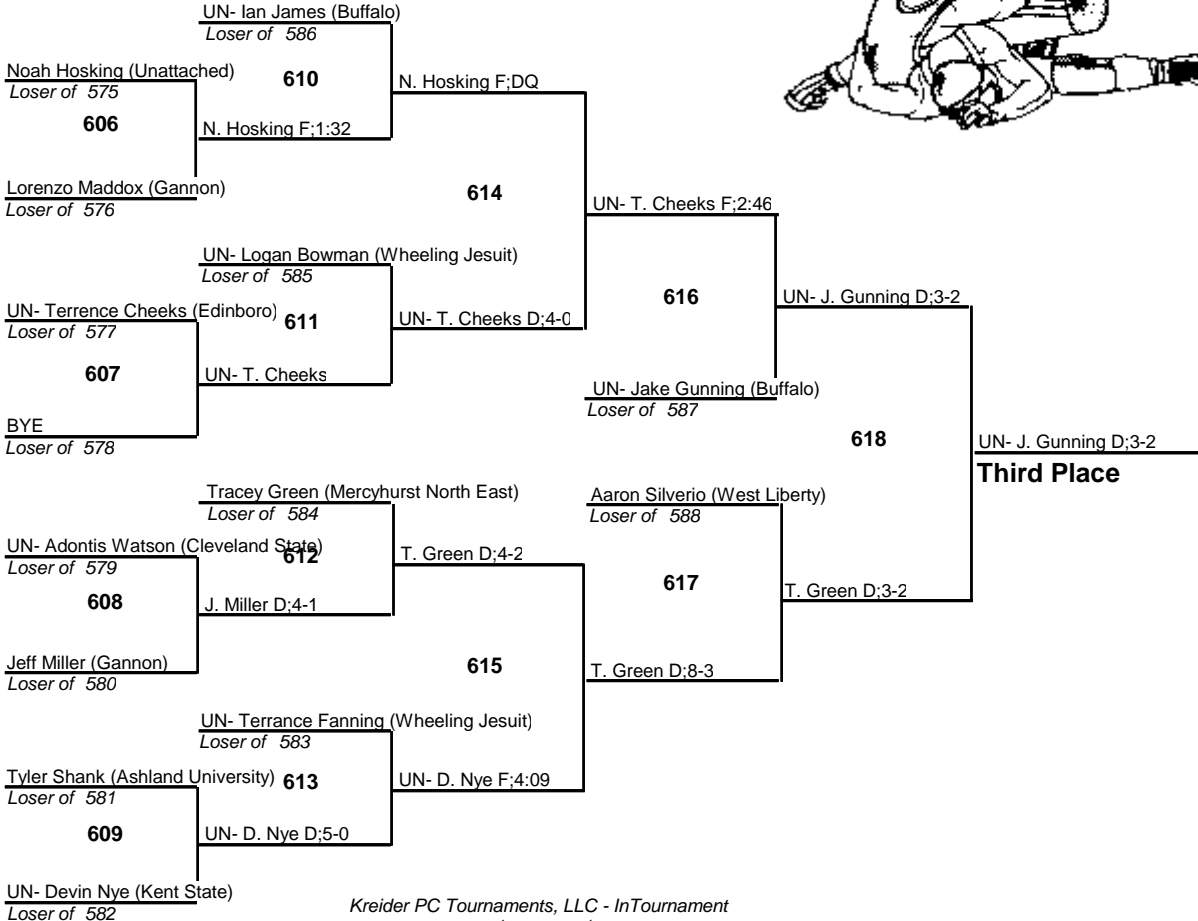 UN- Ian James (Buffalo)
Loser of 586
Noah Hosking (Unattached)
Loser of 575
610
N. Hosking F;DQ
606
N. Hosking F;1:32
Lorenzo Maddox (Gannon)
Loser of 576
614
UN- T. Cheeks F;2:46
UN- Logan Bowman (Wheeling Jesuit)
Loser of 585
UN- Terrence Cheeks (Edinboro)
Loser of 577
611
UN- T. Cheeks D;4-0
616
UN- J. Gunning D;3-2
607
UN- T. Cheeks
UN- Jake Gunning (Buffalo)
Loser of 587
BYE
Loser of 578
618
UN- J. Gunning D;3-2
Third Place
Tracey Green (Mercyhurst North East)
Loser of 584
Aaron Silverio (West Liberty)
Loser of 588
UN- Adontis Watson (Cleveland State)
Loser of 579
612
T. Green D;4-2
617
T. Green D;3-2
608
J. Miller D;4-1
Jeff Miller (Gannon)
Loser of 580
615
T. Green D;8-3
UN- Terrance Fanning (Wheeling Jesuit)
Loser of 583
Tyler Shank (Ashland University)
Loser of 581
613
UN- D. Nye F;4:09
609
UN- D. Nye D;5-0
UN- Devin Nye (Kent State)
Loser of 582
Kreider PC Tournaments, LLC - InTournament